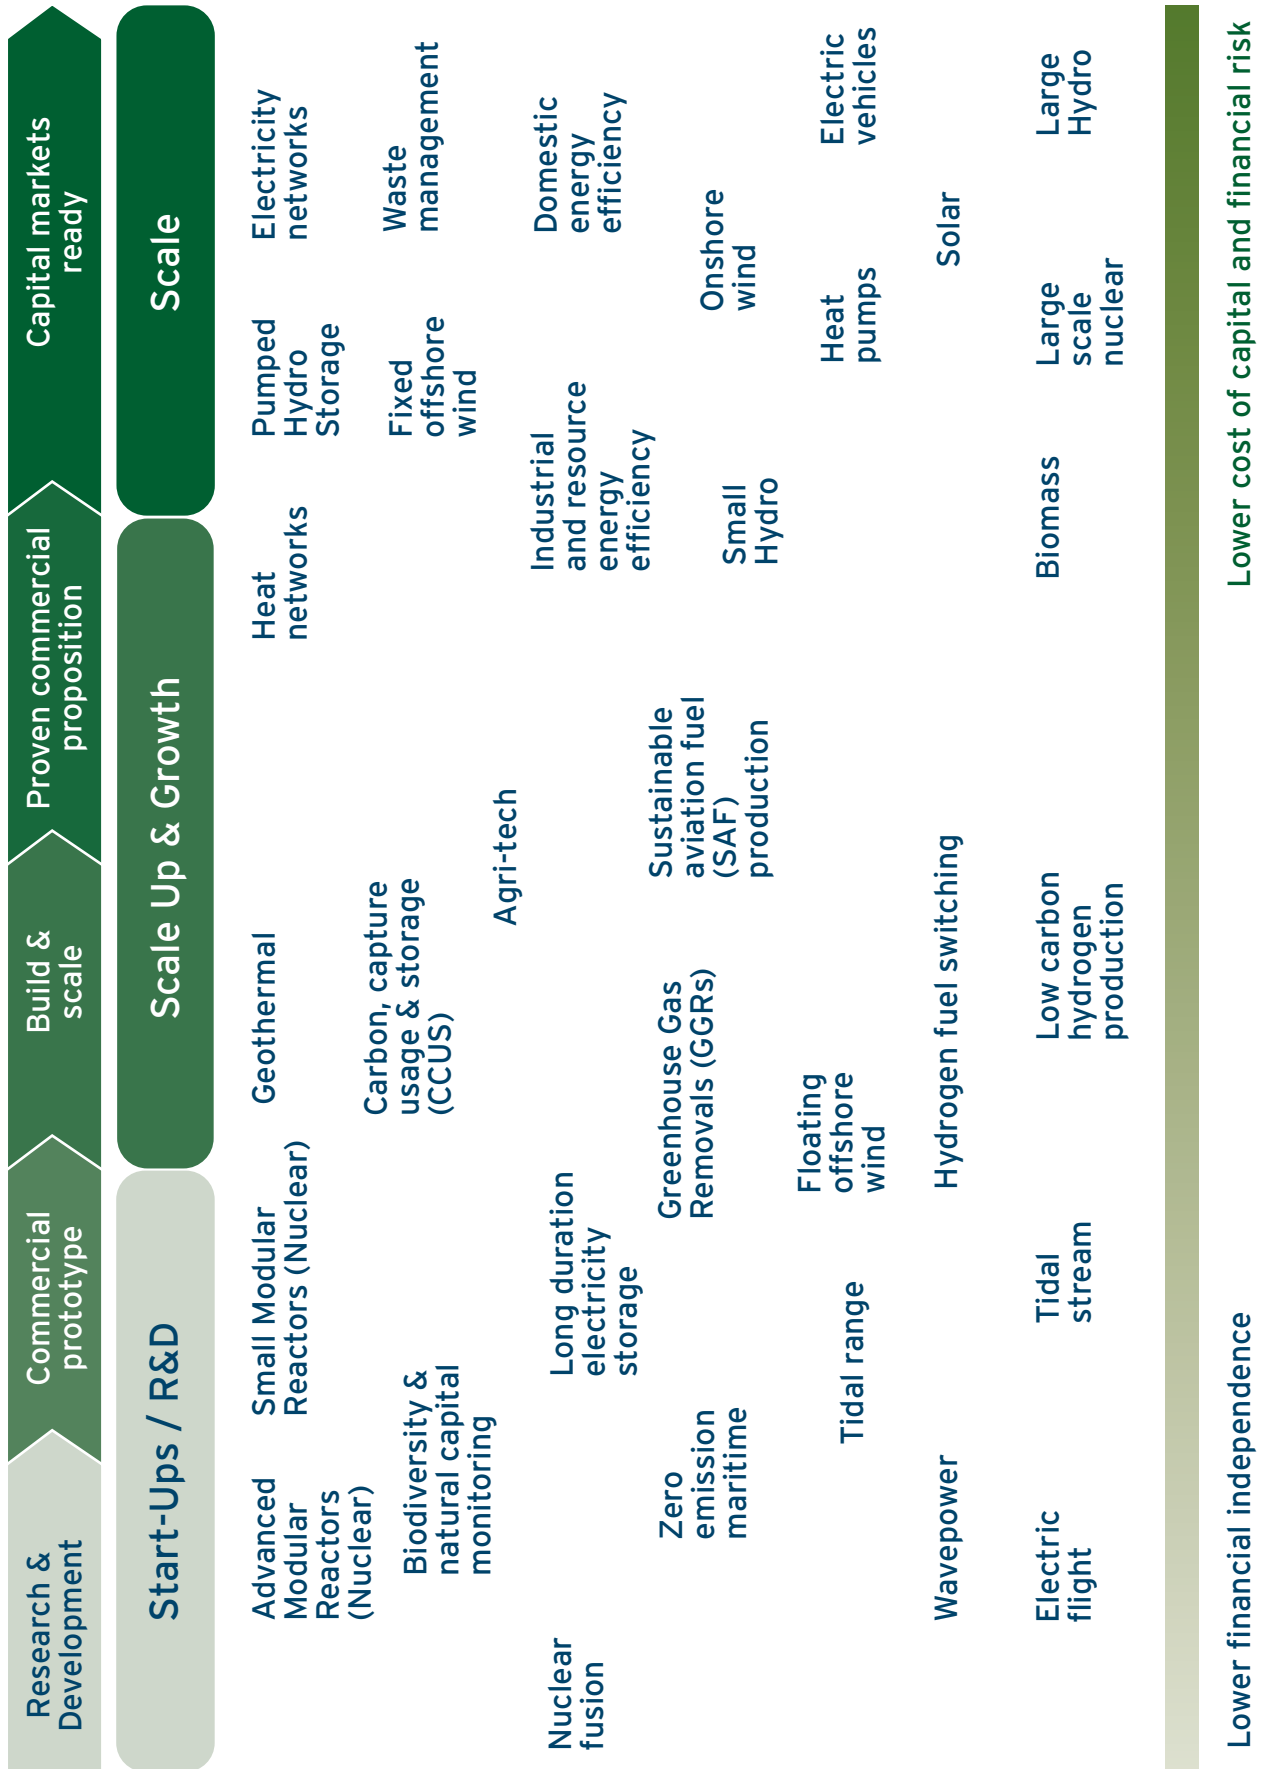 Research &
Development
Commercial
prototype
Build &
scale
Proven commercial
proposition
Capital markets
ready
Start-Ups / R&D
Scale Up & Growth
Scale
Advanced
Modular
Reactors
(Nuclear)
Small Modular
Reactors (Nuclear)
Geothermal
Heat
networks
Pumped
Hydro
Storage
Electricity
networks
Biodiversity &
natural capital
monitoring
Carbon, capture
usage & storage
(CCUS)
Fixed
offshore
wind
Waste
management
Agri-tech
Nuclear
fusion
Long duration
electricity
storage
Industrial
and resource
energy
efficiency
Domestic
energy
efficiency
Zero
emission
maritime
Greenhouse Gas
Removals (GGRs)
Sustainable
aviation fuel
(SAF)
production
Small
Hydro
Onshore
wind
Tidal range
Floating
offshore
wind
Heat
pumps
Electric
vehicles
Wavepower
Hydrogen fuel switching
Solar
Electric
flight
Tidal
stream
Low carbon
hydrogen
production
Biomass
Large
scale
nuclear
Large
Hydro
Lower financial independence
Lower cost of capital and financial risk